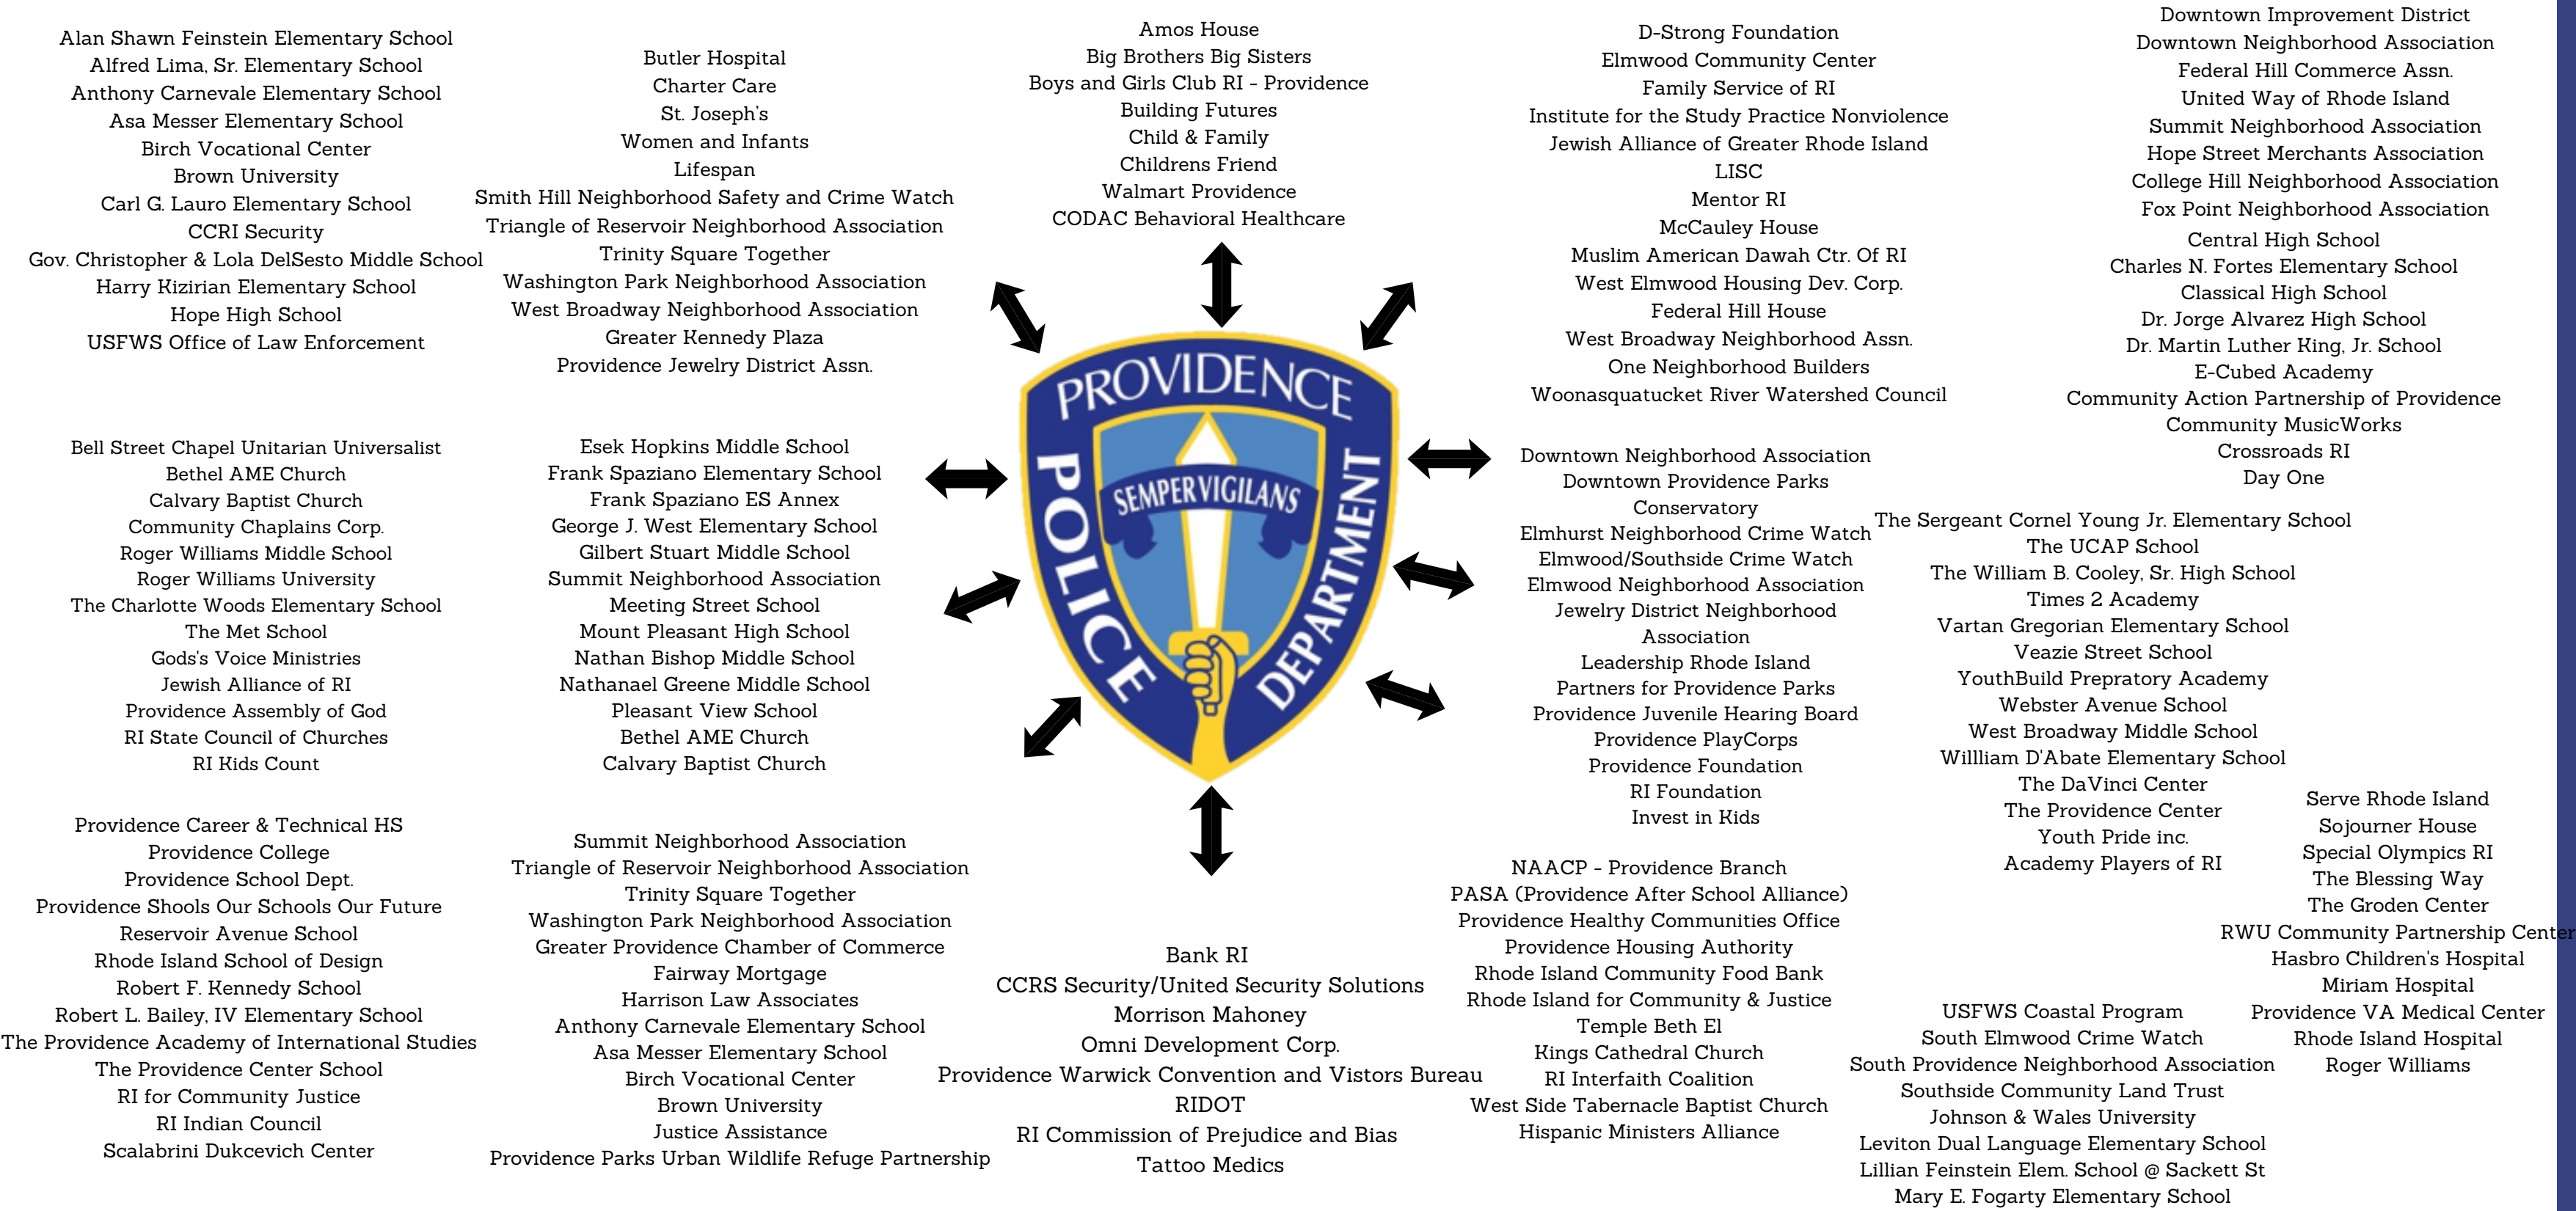 Alan Shawn Feinstein Elementary School
Alfred Lima, Sr. Elementary School
Anthony Carnevale Elementary School
Asa Messer Elementary School
Birch Vocational Center
Brown University
Carl G. Lauro Elementary School
CCRI Security
Gov. Christopher & Lola DelSesto Middle School
Harry Kizirian Elementary School
Hope High School
USFWS Office of Law Enforcement
Butler Hospital
Charter Care
St. Joseph's
Women and Infants
Lifespan
Smith Hill Neighborhood Safety and Crime Watch
Triangle of Reservoir Neighborhood Association
Trinity Square Together
Washington Park Neighborhood Association
West Broadway Neighborhood Association
Greater Kennedy Plaza
Providence Jewelry District Assn.
Amos House
Big Brothers Big Sisters
Boys and Girls Club RI - Providence
Building Futures
Child & Family
Childrens Friend
Walmart Providence
CODAC Behavioral Healthcare
D-Strong Foundation
Elmwood Community Center
Family Service of RI
Institute for the Study Practice Nonviolence
Jewish Alliance of Greater Rhode Island
LISC
Mentor RI
McCauley House
Muslim American Dawah Ctr. Of RI
West Elmwood Housing Dev. Corp.
Federal Hill House
West Broadway Neighborhood Assn.
One Neighborhood Builders
Woonasquatucket River Watershed Council
Downtown Improvement District
Downtown Neighborhood Association
Federal Hill Commerce Assn.
United Way of Rhode Island
Summit Neighborhood Association
Hope Street Merchants Association
College Hill Neighborhood Association
Fox Point Neighborhood Association
Central High School
Charles N. Fortes Elementary School
Classical High School
Dr. Jorge Alvarez High School
Dr. Martin Luther King, Jr. School
E-Cubed Academy
Community Action Partnership of Providence
Community MusicWorks
Crossroads RI
Day One
Bell Street Chapel Unitarian Universalist
Bethel AME Church
Calvary Baptist Church
Community Chaplains Corp.
Roger Williams Middle School
Roger Williams University
The Charlotte Woods Elementary School
The Met School
Gods's Voice Ministries
Jewish Alliance of RI
Providence Assembly of God
RI State Council of Churches
RI Kids Count
Esek Hopkins Middle School
Frank Spaziano Elementary School
Frank Spaziano ES Annex
George J. West Elementary School
Gilbert Stuart Middle School
Summit Neighborhood Association
Meeting Street School
Mount Pleasant High School
Nathan Bishop Middle School
Nathanael Greene Middle School
Pleasant View School
Bethel AME Church
Calvary Baptist Church
PROVIDENCE
POLICE
DEPARTMENT
SEMPER VIGILANS
Downtown Neighborhood Association
Downtown Providence Parks
Conservatory
Elmhurst Neighborhood Crime Watch
Elmwood/Southside Crime Watch
Elmwood Neighborhood Association
Jewelry District Neighborhood
Association
Leadership Rhode Island
Partners for Providence Parks
Providence Juvenile Hearing Board
Providence PlayCorps
Providence Foundation
RI Foundation
Invest in Kids
The Sergeant Cornel Young Jr. Elementary School
The UCAP School
The William B. Cooley, Sr. High School
Times 2 Academy
Vartan Gregorian Elementary School
Veazie Street School
YouthBuild Prepratory Academy
Webster Avenue School
West Broadway Middle School
Willliam D'Abate Elementary School
The DaVinci Center
The Providence Center
Youth Pride inc.
Academy Players of RI
Providence Career & Technical HS
Providence College
Providence School Dept.
Providence Shools Our Schools Our Future
Reservoir Avenue School
Rhode Island School of Design
Robert F. Kennedy School
Robert L. Bailey, IV Elementary School
The Providence Academy of International Studies
The Providence Center School
RI for Community Justice
RI Indian Council
Scalabrini Dukcevich Center
Summit Neighborhood Association
Triangle of Reservoir Neighborhood Association
Trinity Square Together
Washington Park Neighborhood Association
Greater Providence Chamber of Commerce
Fairway Mortgage
Harrison Law Associates
Anthony Carnevale Elementary School
Asa Messer Elementary School
Birch Vocational Center
Brown University
Justice Assistance
Providence Parks Urban Wildlife Refuge Partnership
Bank RI
CCRS Security/United Security Solutions
Morrison Mahoney
Omni Development Corp.
Providence Warwick Convention and Vistors Bureau
RIDOT
RI Commission of Prejudice and Bias
Tattoo Medics
NAACP - Providence Branch
PASA (Providence After School Alliance)
Providence Healthy Communities Office
Providence Housing Authority
Rhode Island Community Food Bank
Rhode Island for Community & Justice
Temple Beth El
Kings Cathedral Church
RI Interfaith Coalition
West Side Tabernacle Baptist Church
Hispanic Ministers Alliance
USFWS Coastal Program
South Elmwood Crime Watch
South Providence Neighborhood Association
Southside Community Land Trust
Johnson & Wales University
Leviton Dual Language Elementary School
Lillian Feinstein Elem. School @ Sackett St
Mary E. Fogarty Elementary School
Serve Rhode Island
Sojourner House
Special Olympics RI
The Blessing Way
The Groden Center
RWU Community Partnership Center
Hasbro Children's Hospital
Miriam Hospital
Providence VA Medical Center
Rhode Island Hospital
Roger Williams